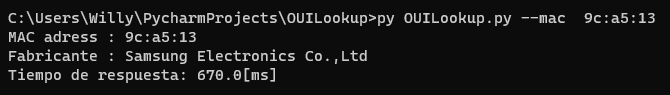 C:\Users\Willy\PycharmProjects\OUILookup>py OUILookup.py --mac  9c:a5:13
MAC adress : 9c:a5:13
Fabricante : Samsung Electronics Co.,Ltd
Tiempo de respuesta: 670.0[ms]